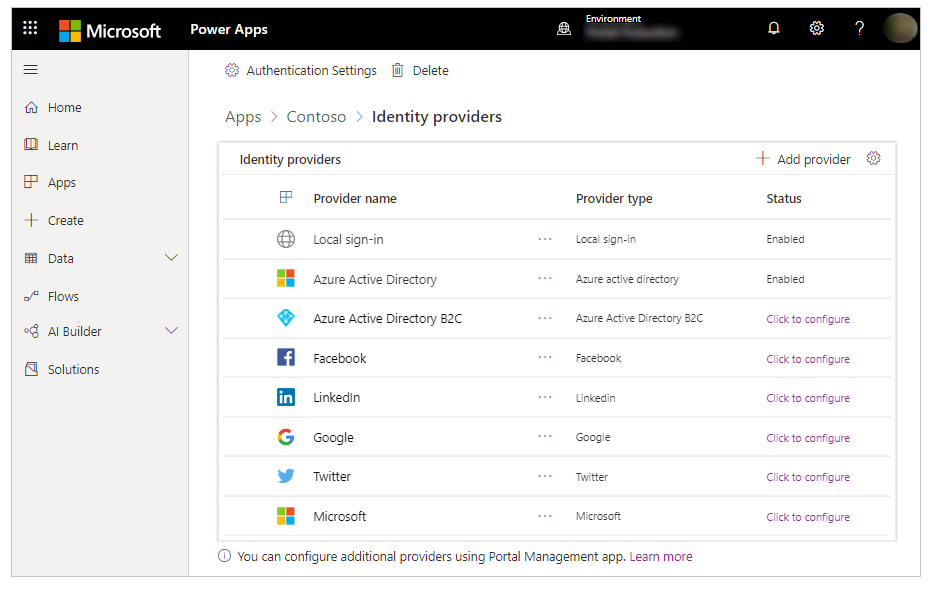 Microsoft Power Apps Environment ?
Authentication Settings Delete
Home
Learn
Apps
Create
Data
Flows
AI Builder
Solutions
Apps > Contoso > Identity providers
Identity providers + Add provider
Provider name Provider type Status
Local sign-in ··· Local sign-in Enabled
Azure Active Directory ··· Azure active directory Enabled
Azure Active Directory B2C ··· Azure Active Directory B2C Click to configure
Facebook ··· Facebook Click to configure
LinkedIn ··· Linkedin Click to configure
Google ··· Google Click to configure
Twitter ··· Twitter Click to configure
Microsoft ··· Microsoft Click to configure
You can configure additional providers using Portal Management app. Learn more